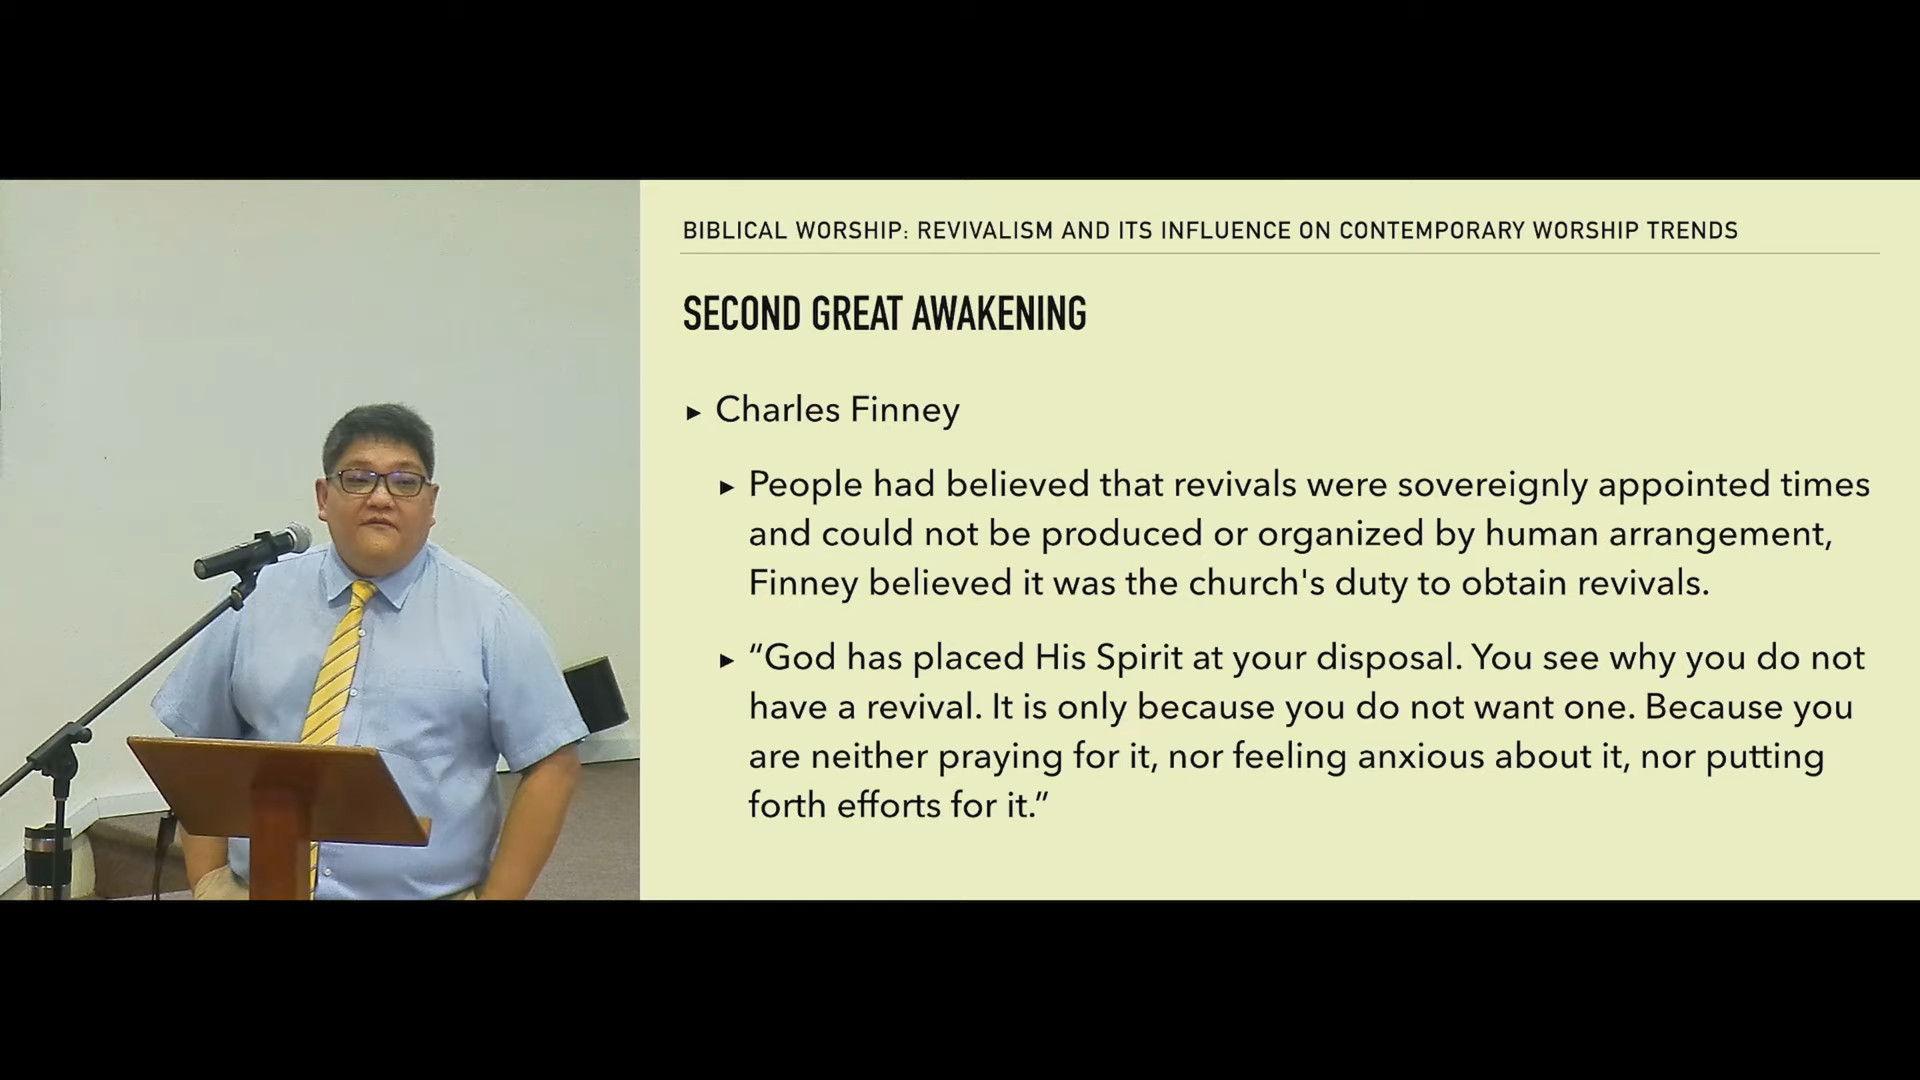 BIBLICAL WORSHIP: REVIVALISM AND ITS INFLUENCE ON CONTEMPORARY WORSHIP TRENDS
SECOND GREAT AWAKENING
▸ Charles Finney
▸ People had believed that revivals were sovereignly appointed times
and could not be produced or organized by human arrangement,
Finney believed it was the church's duty to obtain revivals.
▸ “God has placed His Spirit at your disposal. You see why you do not
have a revival. It is only because you do not want one. Because you
are neither praying for it, nor feeling anxious about it, nor putting
forth efforts for it.”